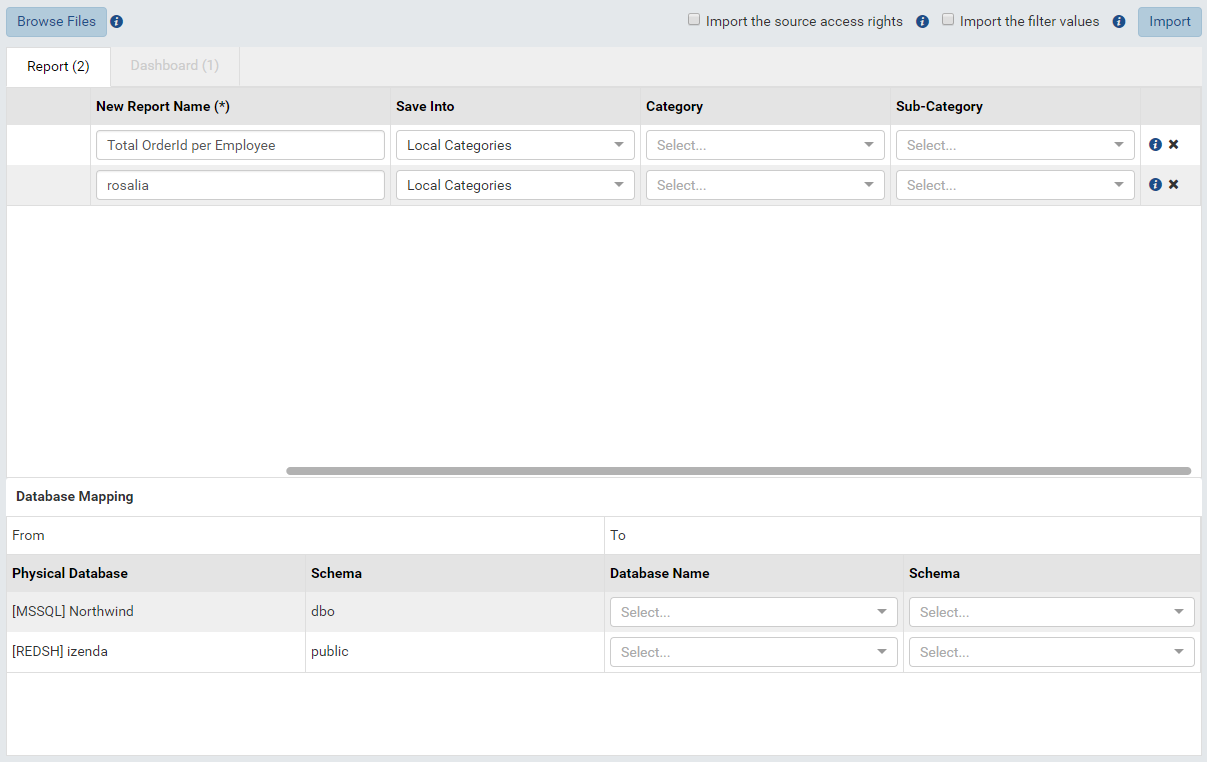 Browse Files Import the source access rights Import the filter values Import
Report (2) Dashboard (1)
New Report Name (*) Save Into Category Sub-Category
Total OrderId per Employee Local Categories Select... Select...
rosalia Local Categories Select... Select...
Database Mapping
From To
Physical Database Schema Database Name Schema
[MSSQL] Northwind dbo Select... Select...
[REDSH] izenda public Select... Select...